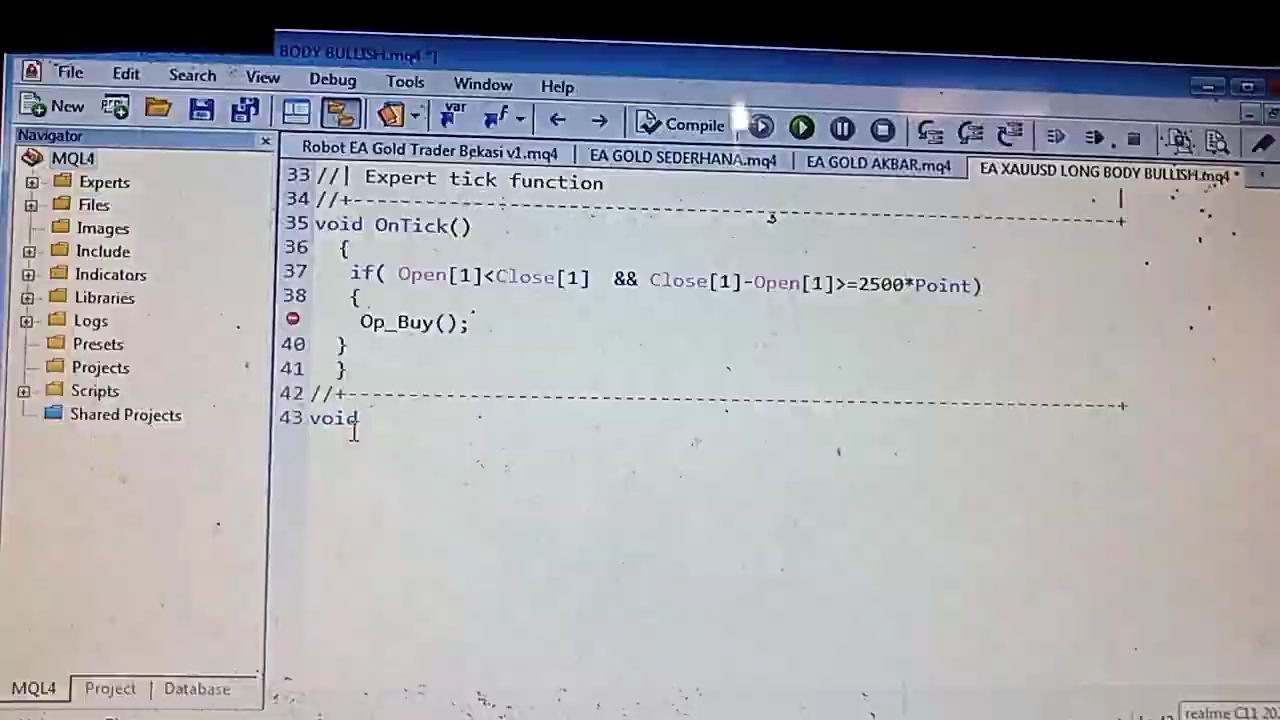 BODY BULLISH.mq4 *]
File Edit Search View Debug Tools Window Help
New var Compile
Navigator
Robot EA Gold Trader Bekasi v1.mq4 EA GOLD SEDERHANA.mq4 EA GOLD AKBAR.mq4 EA XAUUSD LONG BODY BULLISH.mq4 *
MQL4
Experts
Files
Images
Include
Indicators
Libraries
Logs
Presets
Projects
Scripts
Shared Projects
33 //| Expert tick function |
34 //+------------------------------------------------------------------+
35 void OnTick()
36 {
37 if( Open[1]<Close[1] && Close[1]-Open[1]>=2500*Point)
38 {
Op_Buy();
40 }
41 }
42 //+------------------------------------------------------------------+
43 void
MQL4 Project Database
realme C11 20